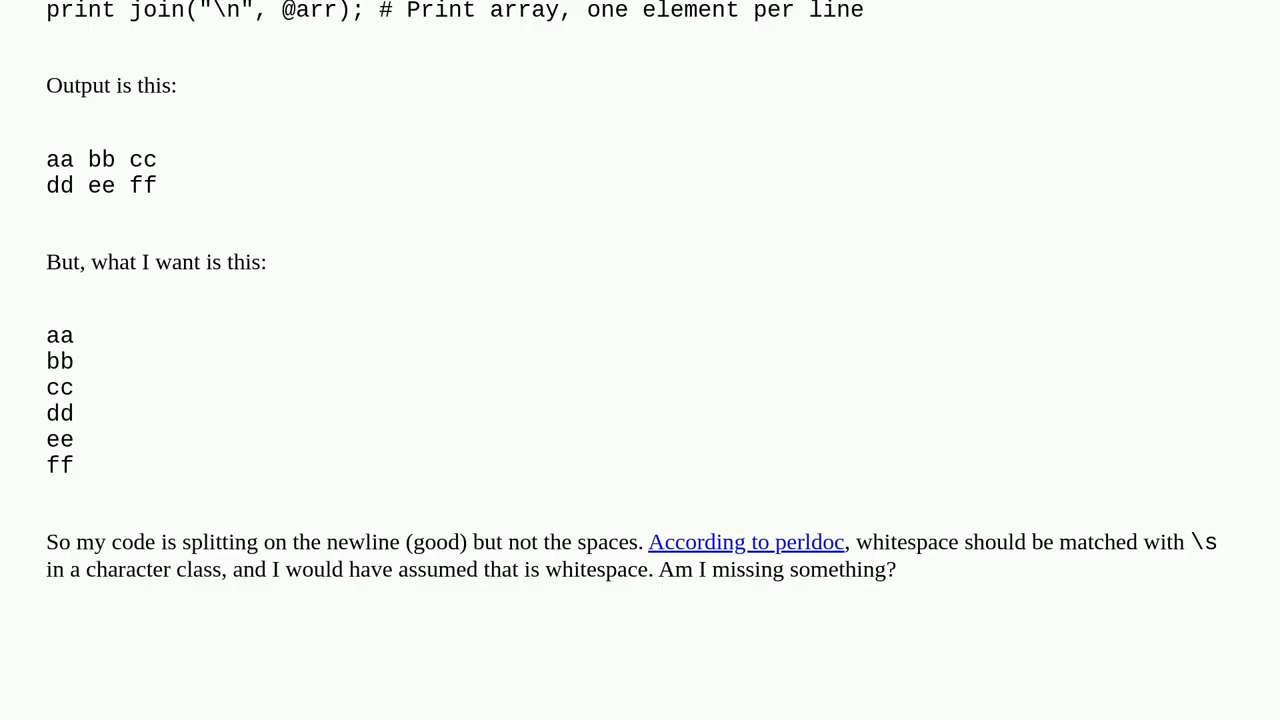 print join("\n", @arr); # Print array, one element per line
Output is this:
aa bb cc
dd ee ff
But, what I want is this:
aa
bb
cc
dd
ee
ff
So my code is splitting on the newline (good) but not the spaces. According to perldoc, whitespace should be matched with \s
in a character class, and I would have assumed that is whitespace. Am I missing something?